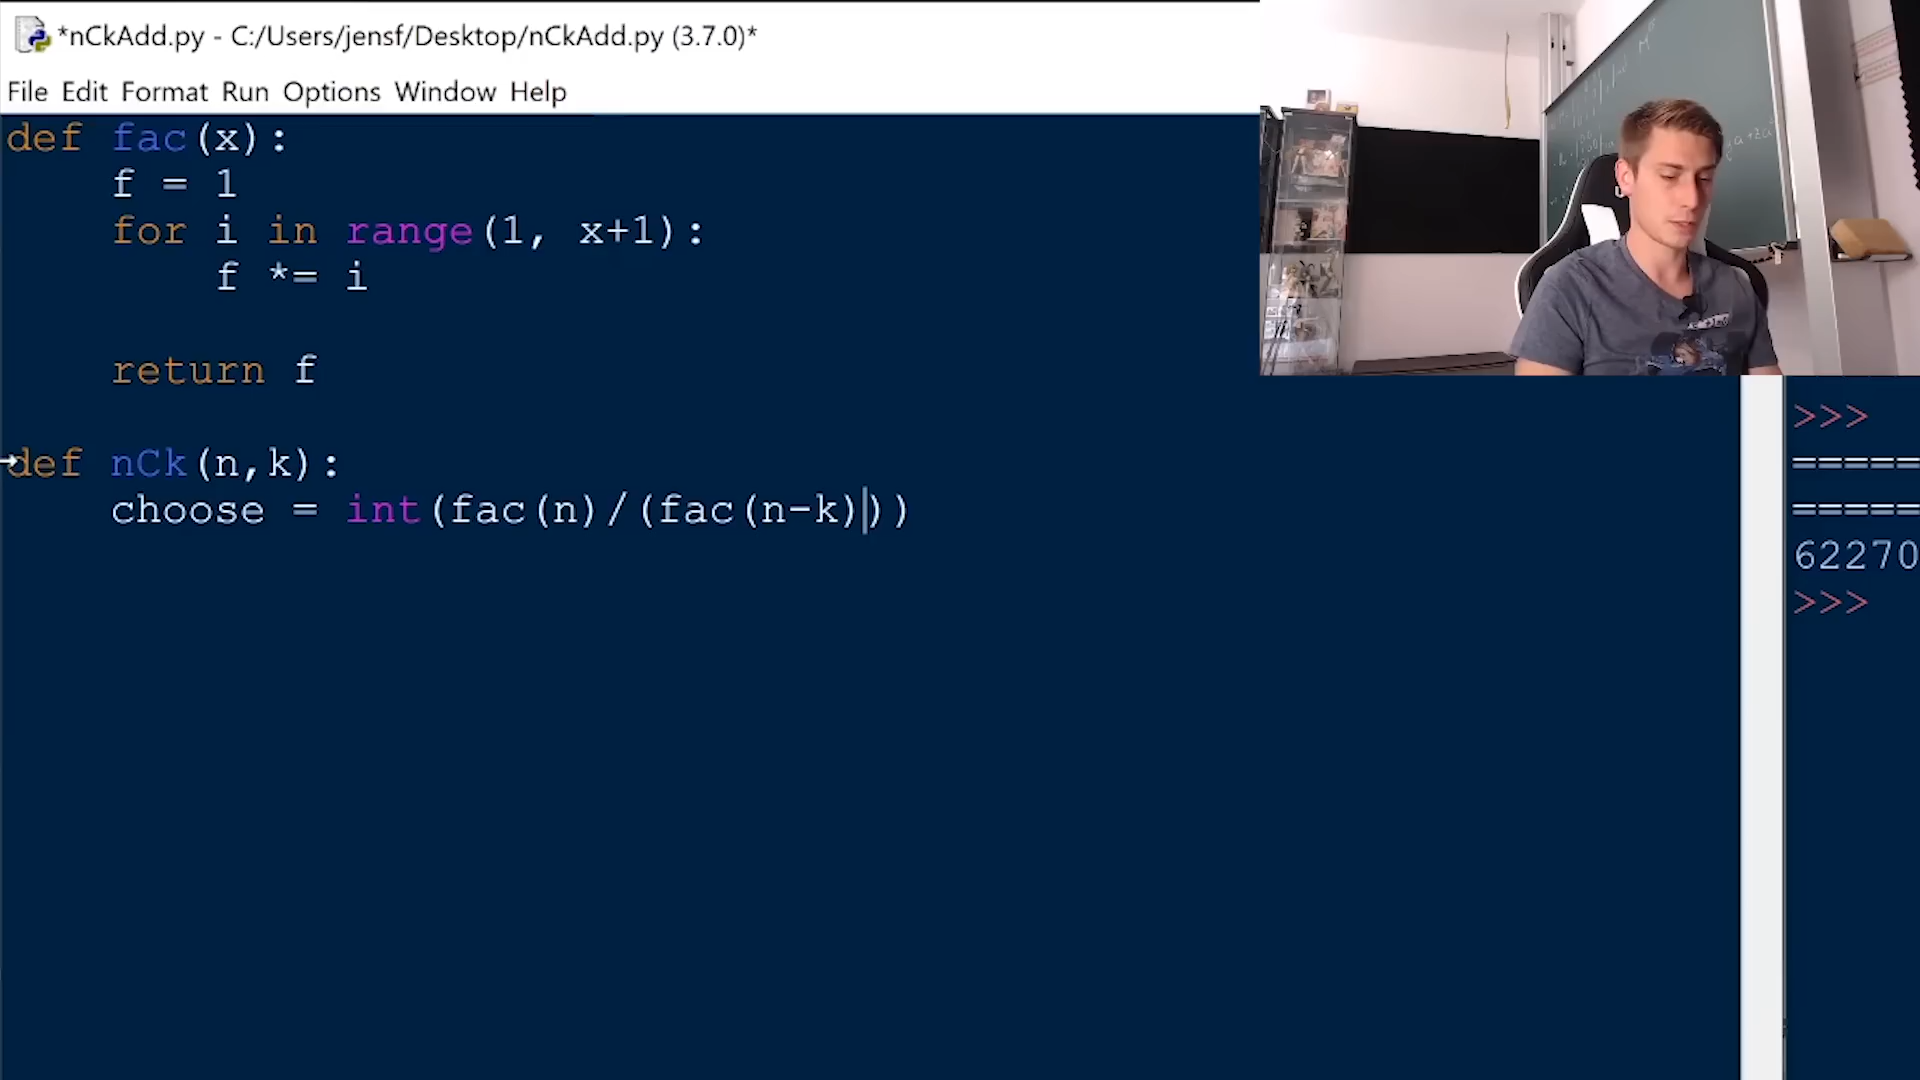 *nCkAdd.py - C:/Users/jensf/Desktop/nCkAdd.py (3.7.0)*
File Edit Format Run Options Window Help
def fac(x):
f = 1
for i in range(1, x+1):
f *= i
return f
def nCk(n,k):
choose = int(fac(n)/(fac(n-k)))
>>>
=====
=====
62270
>>>